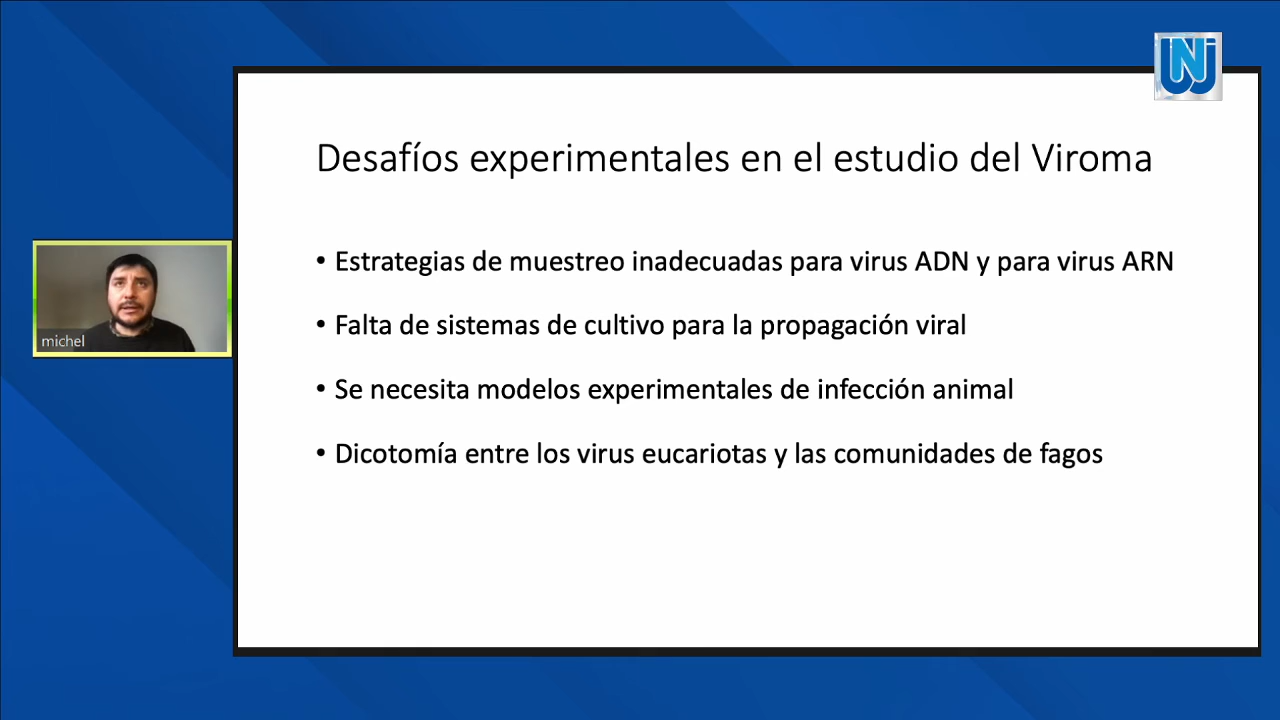 UNJ
Desafíos experimentales en el estudio del Viroma
• Estrategias de muestreo inadecuadas para virus ADN y para virus ARN
• Falta de sistemas de cultivo para la propagación viral
• Se necesita modelos experimentales de infección animal
• Dicotomía entre los virus eucariotas y las comunidades de fagos
michel